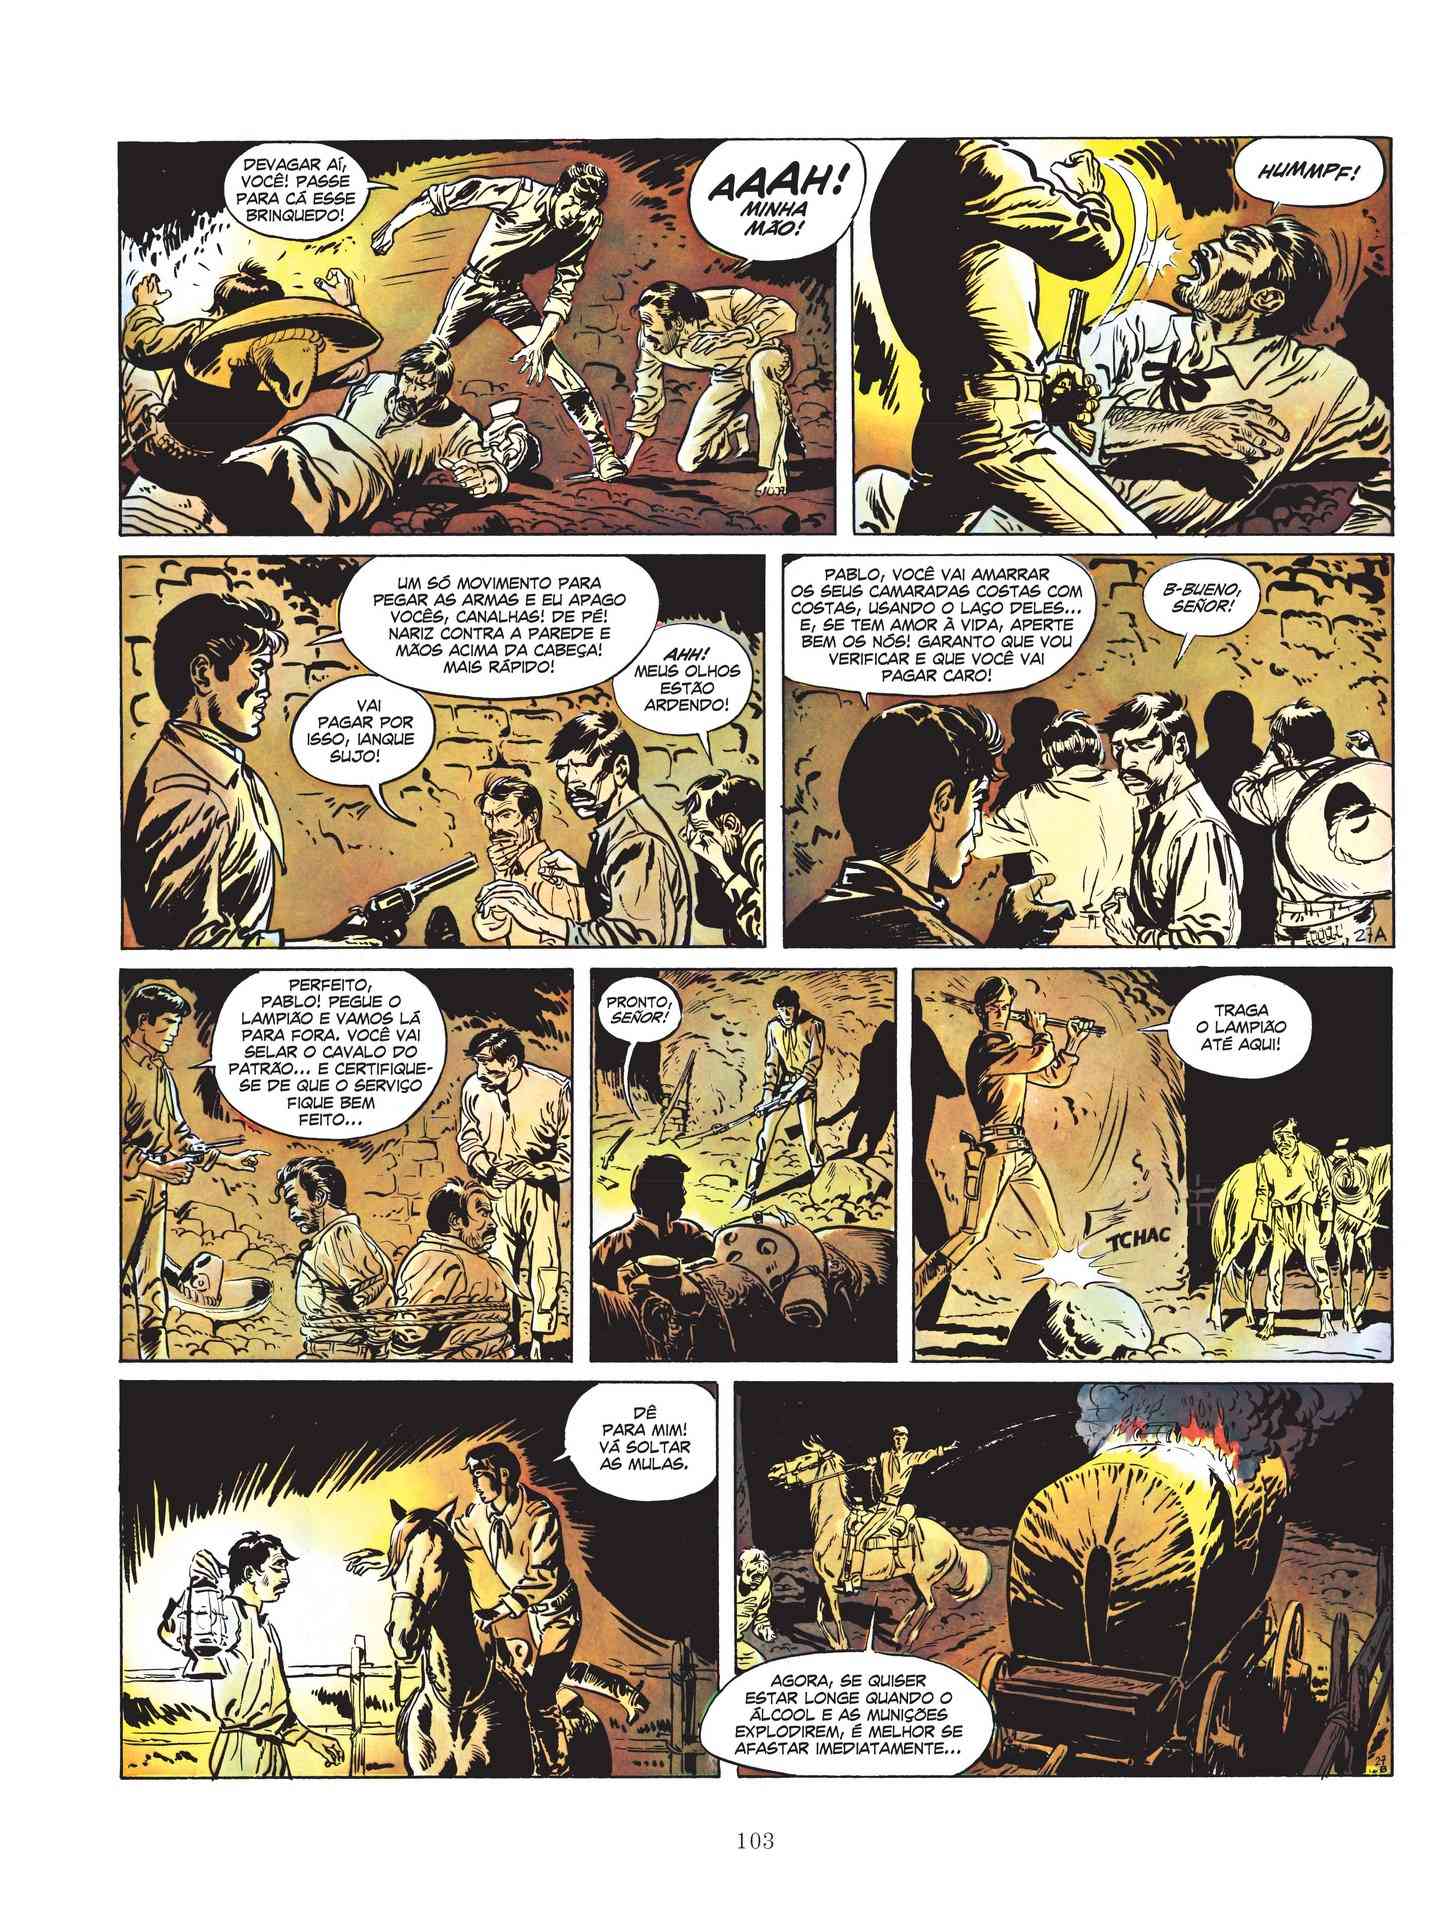 DEVAGAR AÍ,
VOCÊ! PASSE
PARA CÁ ESSE
BRINQUEDO!
AAAH!
MINHA
MÃO!
HUMMPF!
UM SÓ MOVIMENTO PARA
PEGAR AS ARMAS E EU APAGO
VOCÊS, CANALHAS! DE PÉ!
NARIZ CONTRA A PAREDE E
MÃOS ACIMA DA CABEÇA!
MAIS RÁPIDO!
VAI
PAGAR POR
ISSO, IANQUE
SUJO!
AHH!
MEUS OLHOS
ESTÃO
ARDENDO!
PABLO, VOCÊ VAI AMARRAR
OS SEUS CAMARADAS COSTAS COM
COSTAS, USANDO O LAÇO DELES...
E, SE TEM AMOR À VIDA, APERTE
BEM OS NÓS! GARANTO QUE VOU
VERIFICAR E QUE VOCÊ VAI
PAGAR CARO!
B-BUENO,
SEÑOR!
27A
PERFEITO,
PABLO! PEGUE O
LAMPIÃO E VAMOS LÁ
PARA FORA. VOCÊ VAI
SELAR O CAVALO DO
PATRÃO... E CERTIFIQUE-
SE DE QUE O SERVIÇO
FIQUE BEM
FEITO...
PRONTO,
SEÑOR!
TRAGA
O LAMPIÃO
ATÉ AQUI!
TCHAC
DÊ
PARA MIM!
VÁ SOLTAR
AS MULAS.
AGORA, SE QUISER
ESTAR LONGE QUANDO O
ÁLCOOL E AS MUNIÇÕES
EXPLODIREM, É MELHOR SE
AFASTAR IMEDIATAMENTE...
27
B
103